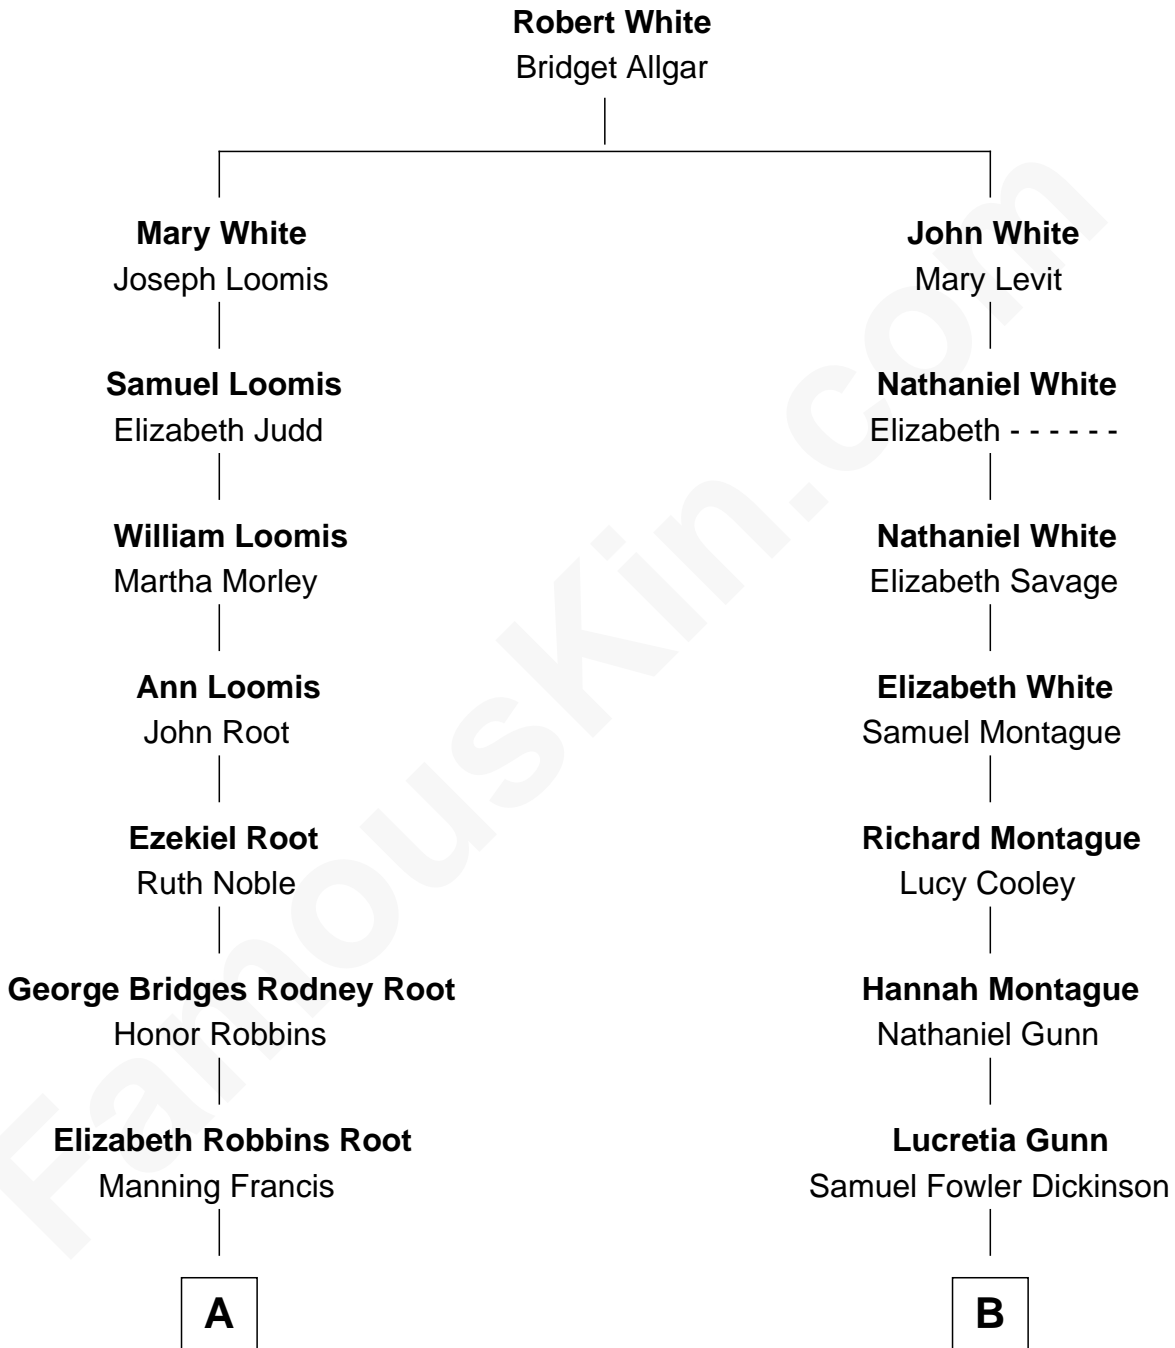 Robert White
Bridget Allgar
Mary White
Joseph Loomis
Samuel Loomis
Elizabeth Judd
William Loomis
Martha Morley
Ann Loomis
John Root
Ezekiel Root
Ruth Noble
George Bridges Rodney Root
Honor Robbins
Elizabeth Robbins Root
Manning Francis
A
John White
Mary Levit
Nathaniel White
Elizabeth - - - - - -
Nathaniel White
Elizabeth Savage
Elizabeth White
Samuel Montague
Richard Montague
Lucy Cooley
Hannah Montague
Nathaniel Gunn
Lucretia Gunn
Samuel Fowler Dickinson
B
FamousKin.com